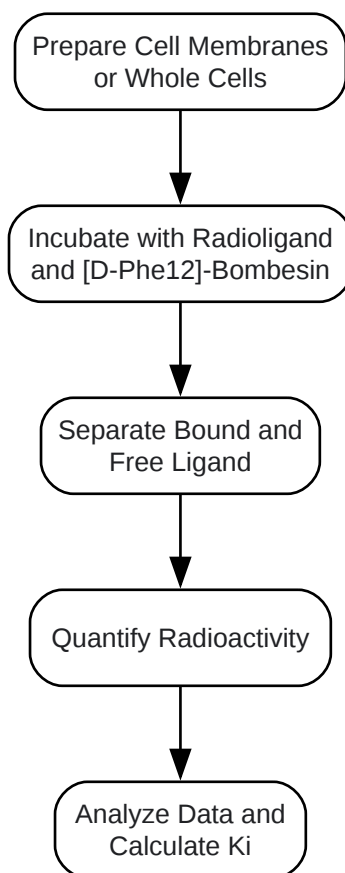 Prepare Cell Membranes
or Whole Cells
Incubate with Radioligand
and [D-Phe12]-Bombesin
Separate Bound and
Free Ligand
Quantify Radioactivity
Analyze Data and
Calculate Ki